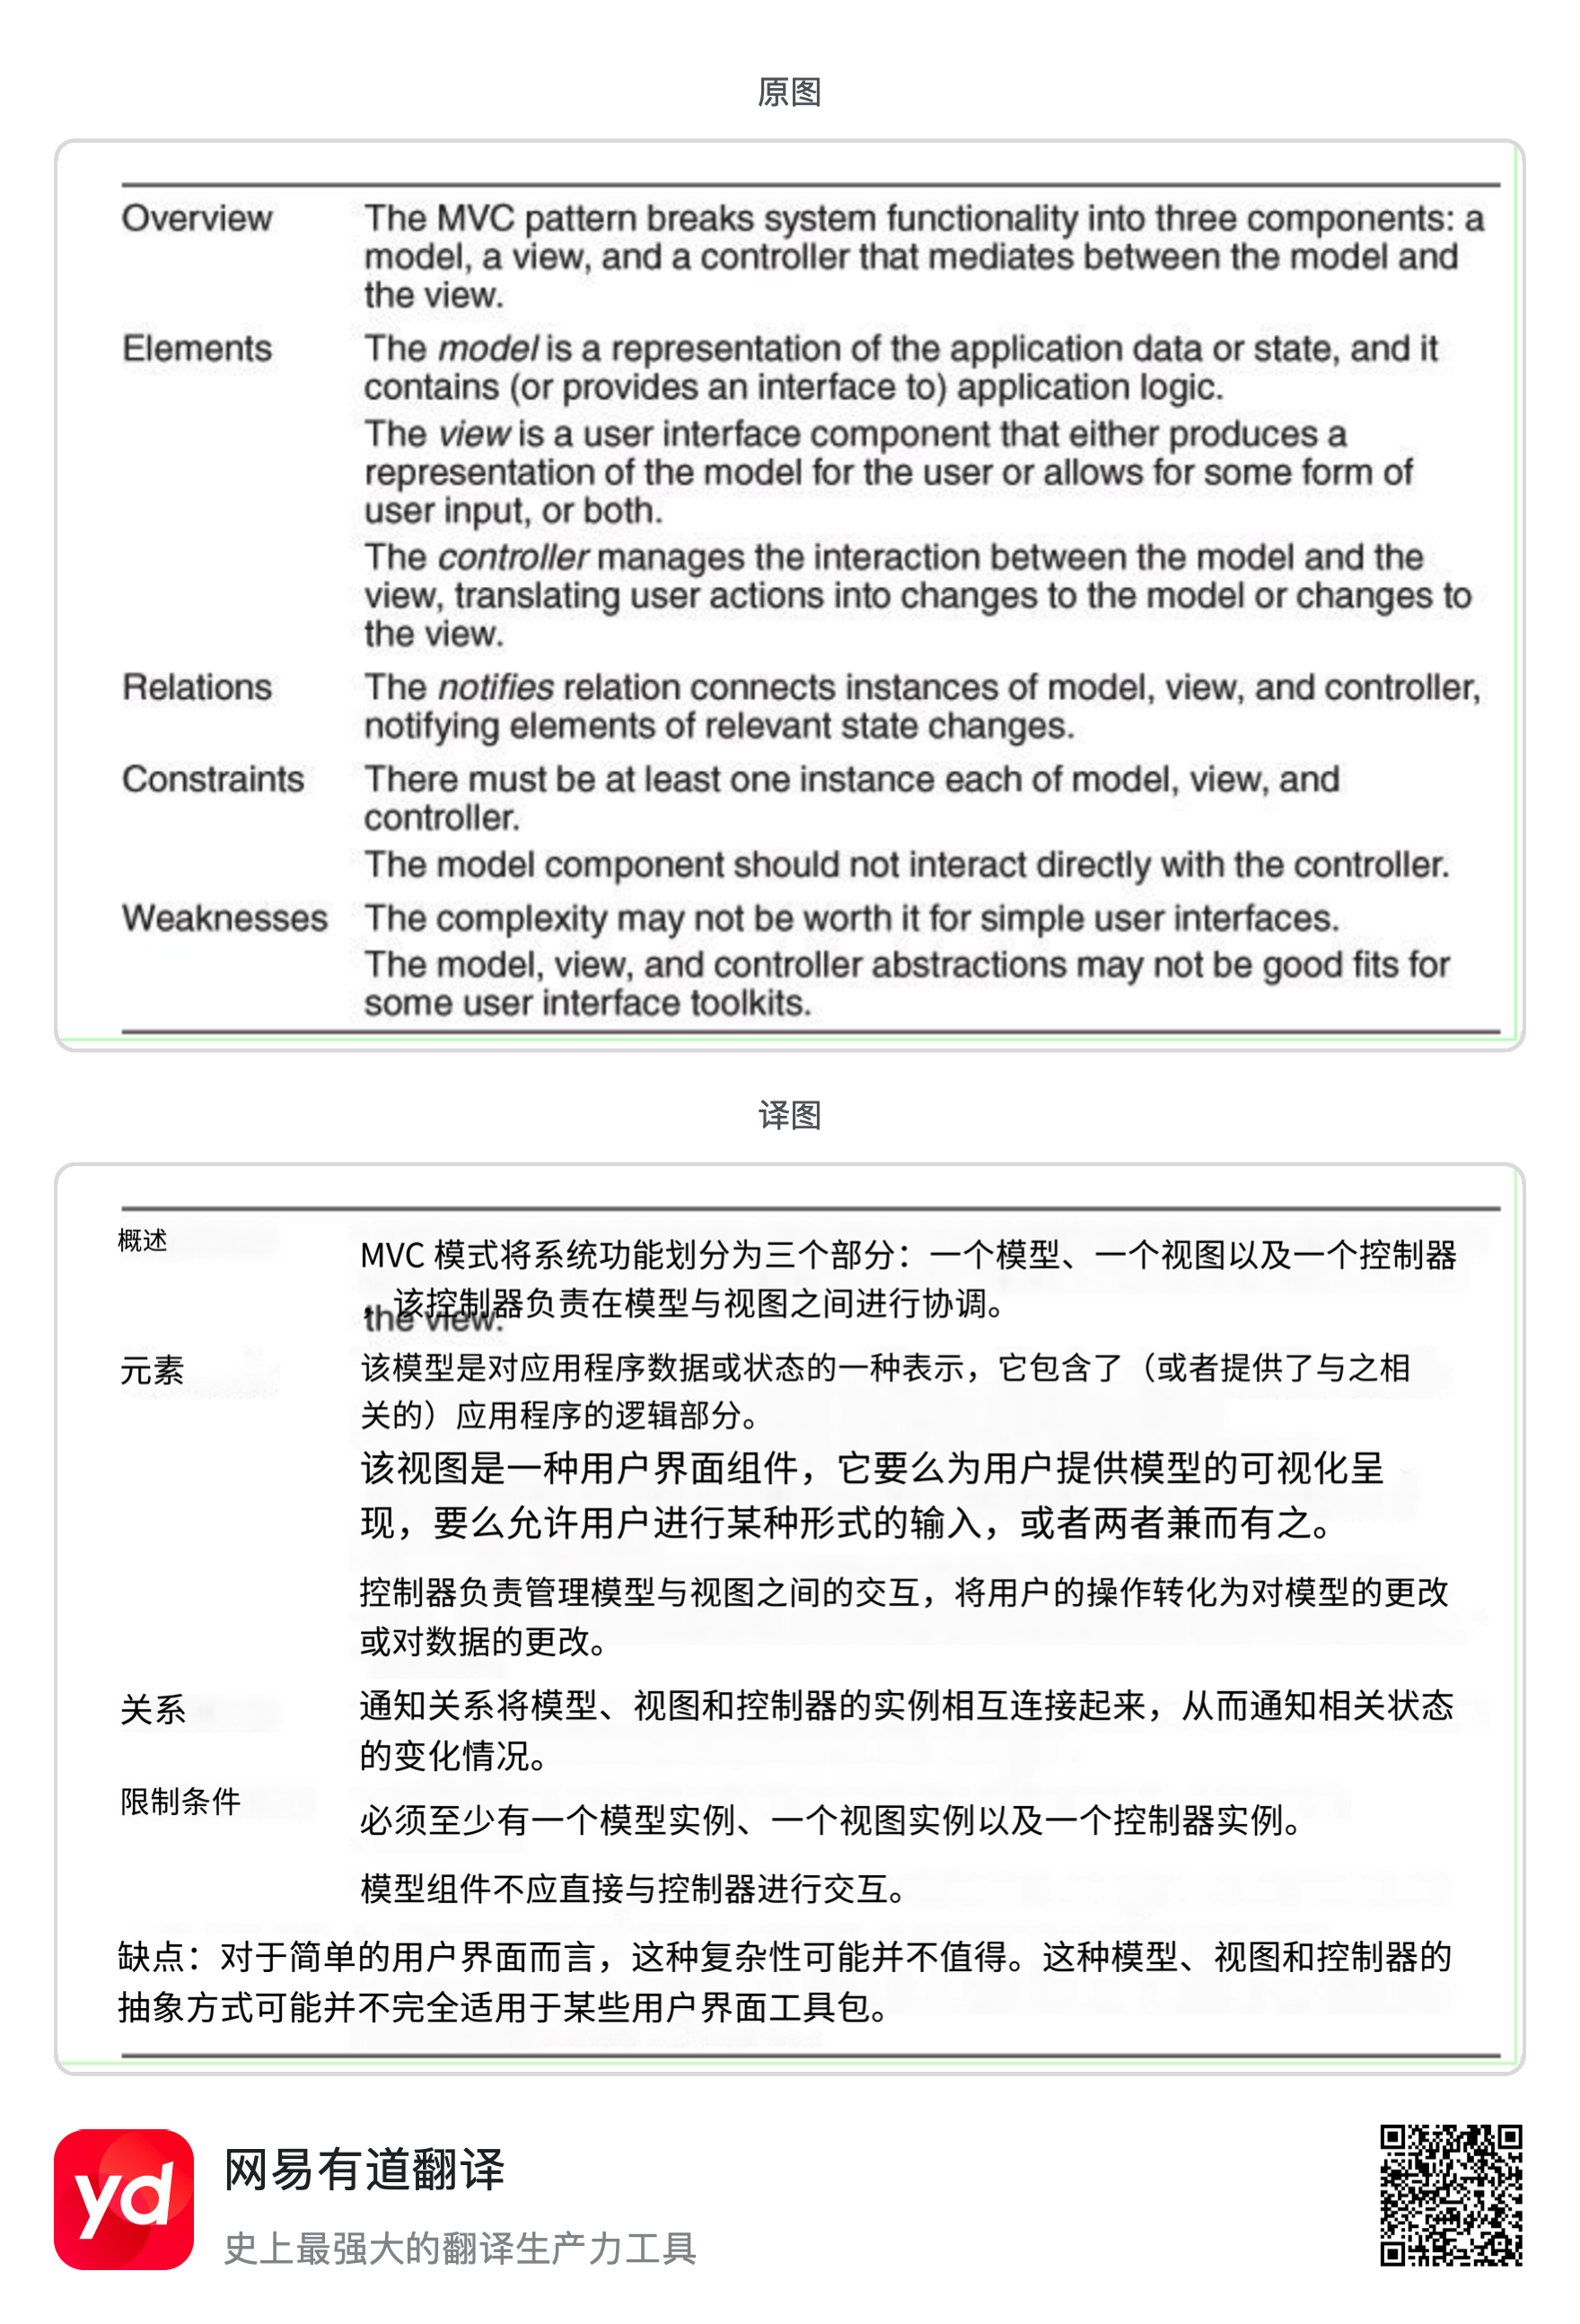 原图
Overview The MVC pattern breaks system functionality into three components: a
model, a view, and a controller that mediates between the model and
the view.
Elements The model is a representation of the application data or state, and it
contains (or provides an interface to) application logic.
The view is a user interface component that either produces a
representation of the model for the user or allows for some form of
user input, or both.
The controller manages the interaction between the model and the
view, translating user actions into changes to the model or changes to
the view.
Relations The notifies relation connects instances of model, view, and controller,
notifying elements of relevant state changes.
Constraints There must be at least one instance each of model, view, and
controller.
The model component should not interact directly with the controller.
Weaknesses The complexity may not be worth it for simple user interfaces.
The model, view, and controller abstractions may not be good fits for
some user interface toolkits.
译图
概述 MVC 模式将系统功能划分为三个部分：一个模型、一个视图以及一个控制器
，该控制器负责在模型与视图之间进行协调。
the view.
元素 该模型是对应用程序数据或状态的一种表示，它包含了（或者提供了与之相
关的）应用程序的逻辑部分。
该视图是一种用户界面组件，它要么为用户提供模型的可视化呈
现，要么允许用户进行某种形式的输入，或者两者兼而有之。
控制器负责管理模型与视图之间的交互，将用户的操作转化为对模型的更改
或对数据的更改。
关系 通知关系将模型、视图和控制器的实例相互连接起来，从而通知相关状态
的变化情况。
限制条件 必须至少有一个模型实例、一个视图实例以及一个控制器实例。
模型组件不应直接与控制器进行交互。
缺点：对于简单的用户界面而言，这种复杂性可能并不值得。这种模型、视图和控制器的
抽象方式可能并不完全适用于某些用户界面工具包。
yd 网易有道翻译
史上最强大的翻译生产力工具